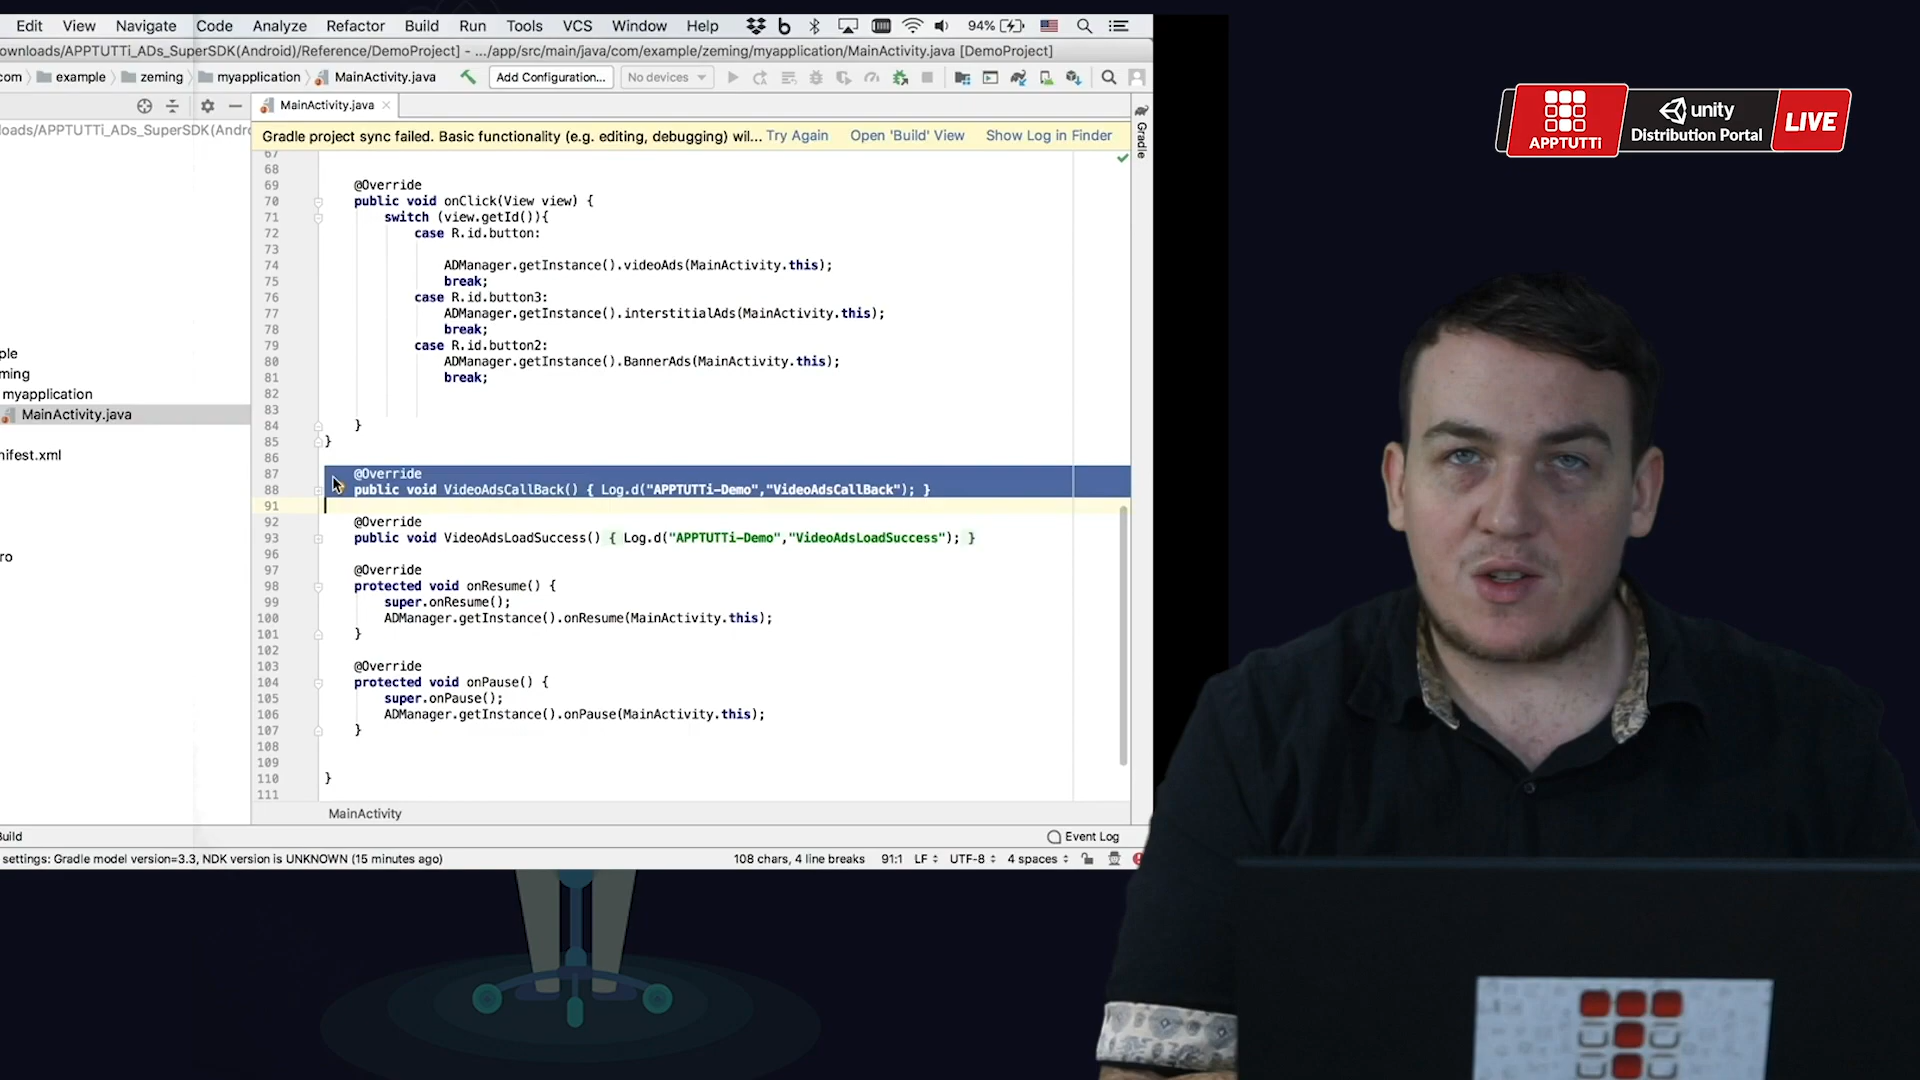 Edit View Navigate Code Analyze Refactor Build Run Tools VCS Window Help 94%
ownloads/APPTUTTi_ADs_SuperSDK(Android)/Reference/DemoProject] - .../app/src/main/java/com/example/zeming/myapplication/MainActivity.java [DemoProject]
com example zeming myapplication MainActivity.java Add Configuration... No devices
MainActivity.java
oads/APPTUTTi_ADs_SuperSDK(Andro
Gradle project sync failed. Basic functionality (e.g. editing, debugging) wil... Try Again Open 'Build' View Show Log in Finder
Gradle
67
68
69 @Override
70 public void onClick(View view) {
71 switch (view.getId()){
72 case R.id.button:
73
74 ADManager.getInstance().videoAds(MainActivity.this);
75 break;
76 case R.id.button3:
77 ADManager.getInstance().interstitialAds(MainActivity.this);
78 break;
79 case R.id.button2:
80 ADManager.getInstance().BannerAds(MainActivity.this);
81 break;
82
83
84 }
85 }
86
87 @Override
88 public void VideoAdsCallBack() { Log.d("APPTUTTi-Demo","VideoAdsCallBack"); }
91
92 @Override
93 public void VideoAdsLoadSuccess() { Log.d("APPTUTTi-Demo","VideoAdsLoadSuccess"); }
96
97 @Override
98 protected void onResume() {
99 super.onResume();
100 ADManager.getInstance().onResume(MainActivity.this);
101 }
102
103 @Override
104 protected void onPause() {
105 super.onPause();
106 ADManager.getInstance().onPause(MainActivity.this);
107 }
108
109
110 }
111
ple
ming
myapplication
MainActivity.java
nifest.xml
ro
MainActivity
Build
Event Log
settings: Gradle model version=3.3, NDK version is UNKNOWN (15 minutes ago) 108 chars, 4 line breaks 91:1 LF UTF-8 4 spaces
APPTUTTi
unity
Distribution Portal
LIVE